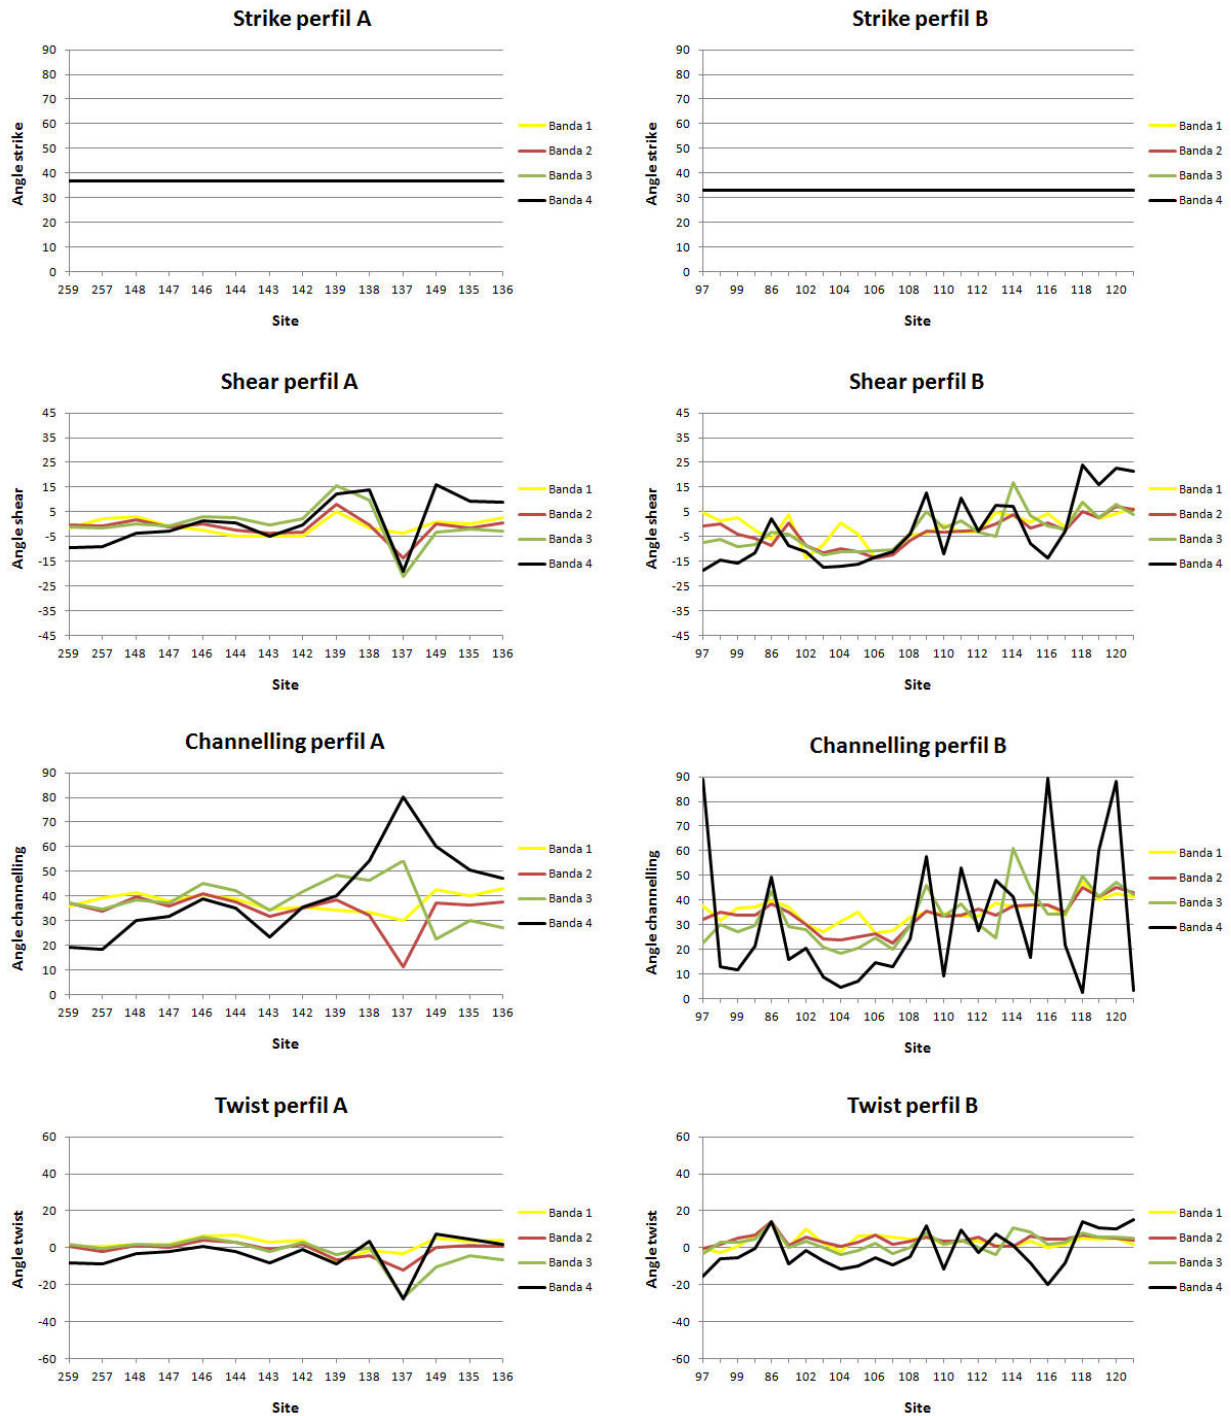 Strike perfil A
90
80
70
60
50
40
30
20
10
0
Angle strike
259 257 148 147 146 144 143 142 139 138 137 149 135 136
Site
Banda 1
Banda 2
Banda 3
Banda 4
Strike perfil B
90
80
70
60
50
40
30
20
10
0
Angle strike
97 99 86 102 104 106 108 110 114 116 118 120
Site
Banda 1
Banda 2
Banda 3
Banda 4
Shear perfil A
45
35
25
15
5
-5
-15
-25
-35
-45
Angle shear
259 257 148 147 146 144 143 142 139 138 137 149 135 136
Site
Banda 1
Banda 2
Banda 3
Banda 4
Shear perfil B
45
35
25
15
5
-5
-15
-25
-35
-45
Angle shear
97 99 86 102 104 106 108 110 112 114 116 118 120
Site
Banda 1
Banda 2
Banda 3
Banda 4
Channelling perfil A
90
80
70
60
50
40
30
20
10
0
Angle channelling
259 257 148 147 146 144 143 142 139 138 137 149 135 136
Site
Banda 1
Banda 2
Banda 3
Banda 4
Channelling perfil B
90
80
70
60
50
40
30
20
10
0
Angle channelling
97 99 86 102 104 106 108 110 112 114 116 118 120
Site
Banda 1
Banda 2
Banda 3
Banda 4
Twist perfil A
60
40
20
0
-20
-40
-60
Angle twist
259 257 148 147 146 144 143 142 139 138 137 149 135 136
Site
Banda 1
Banda 2
Banda 3
Banda 4
Twist perfil B
60
40
20
0
-20
-40
-60
Angle twist
97 99 86 102 104 106 108 110 112 114 116 118 120
Site
Banda 1
Banda 2
Banda 3
Banda 4